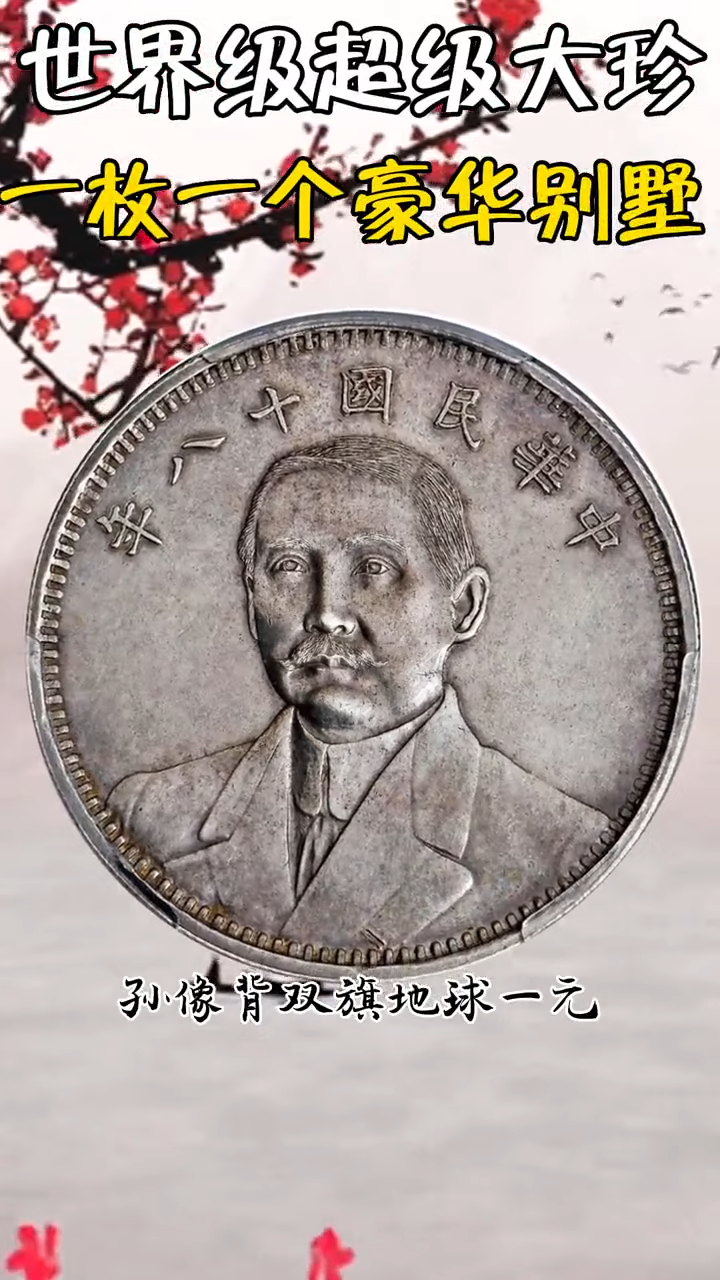 世界级超级大珍
一枚一个豪华别墅
中華民國十八年
孙像背双旗地球一元